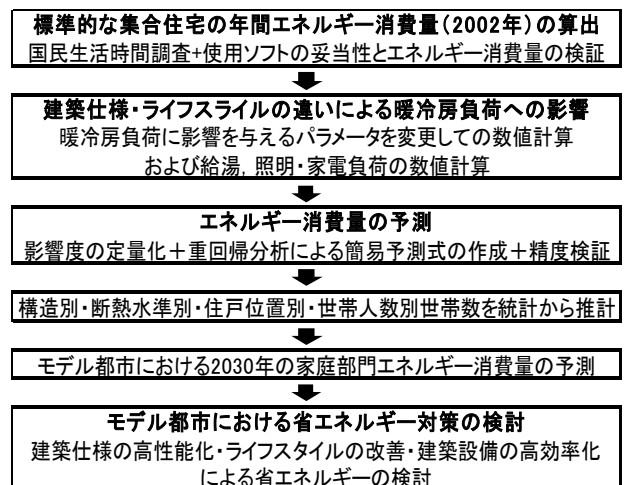 標準的な集合住宅の年間エネルギー消費量(2002年)の算出
国民生活時間調査+使用ソフトの妥当性とエネルギー消費量の検証
建築仕様・ライフスライルの違いによる暖冷房負荷への影響
暖冷房負荷に影響を与えるパラメータを変更しての数値計算
および給湯,照明・家電負荷の数値計算
エネルギー消費量の予測
影響度の定量化+重回帰分析による簡易予測式の作成+精度検証
構造別・断熱水準別・住戸位置別・世帯人数別世帯数を統計から推計
モデル都市における2030年の家庭部門エネルギー消費量の予測
モデル都市における省エネルギー対策の検討
建築仕様の高性能化・ライフスタイルの改善・建築設備の高効率化
による省エネルギーの検討